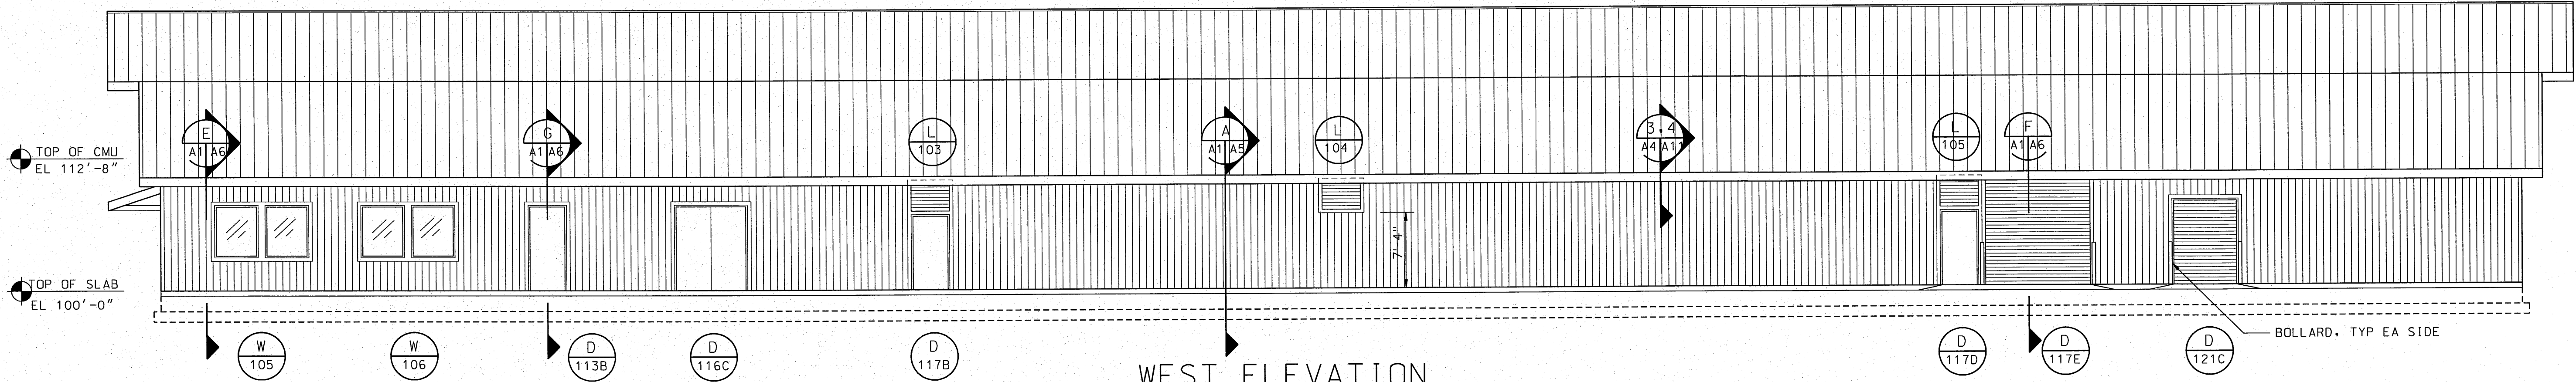 TOP OF CMU
EL 112'-8"
E
A1 A6
G
A1 A6
L
103
A
A1 A5
L
104
3,4
A4 A11
L
105
F
A1 A6
7'-4"
TOP OF SLAB
EL 100'-0"
W
105
W
106
D
113B
D
116C
D
117B
D
117D
D
117E
D
121C
BOLLARD, TYP EA SIDE
WEST ELEVATION